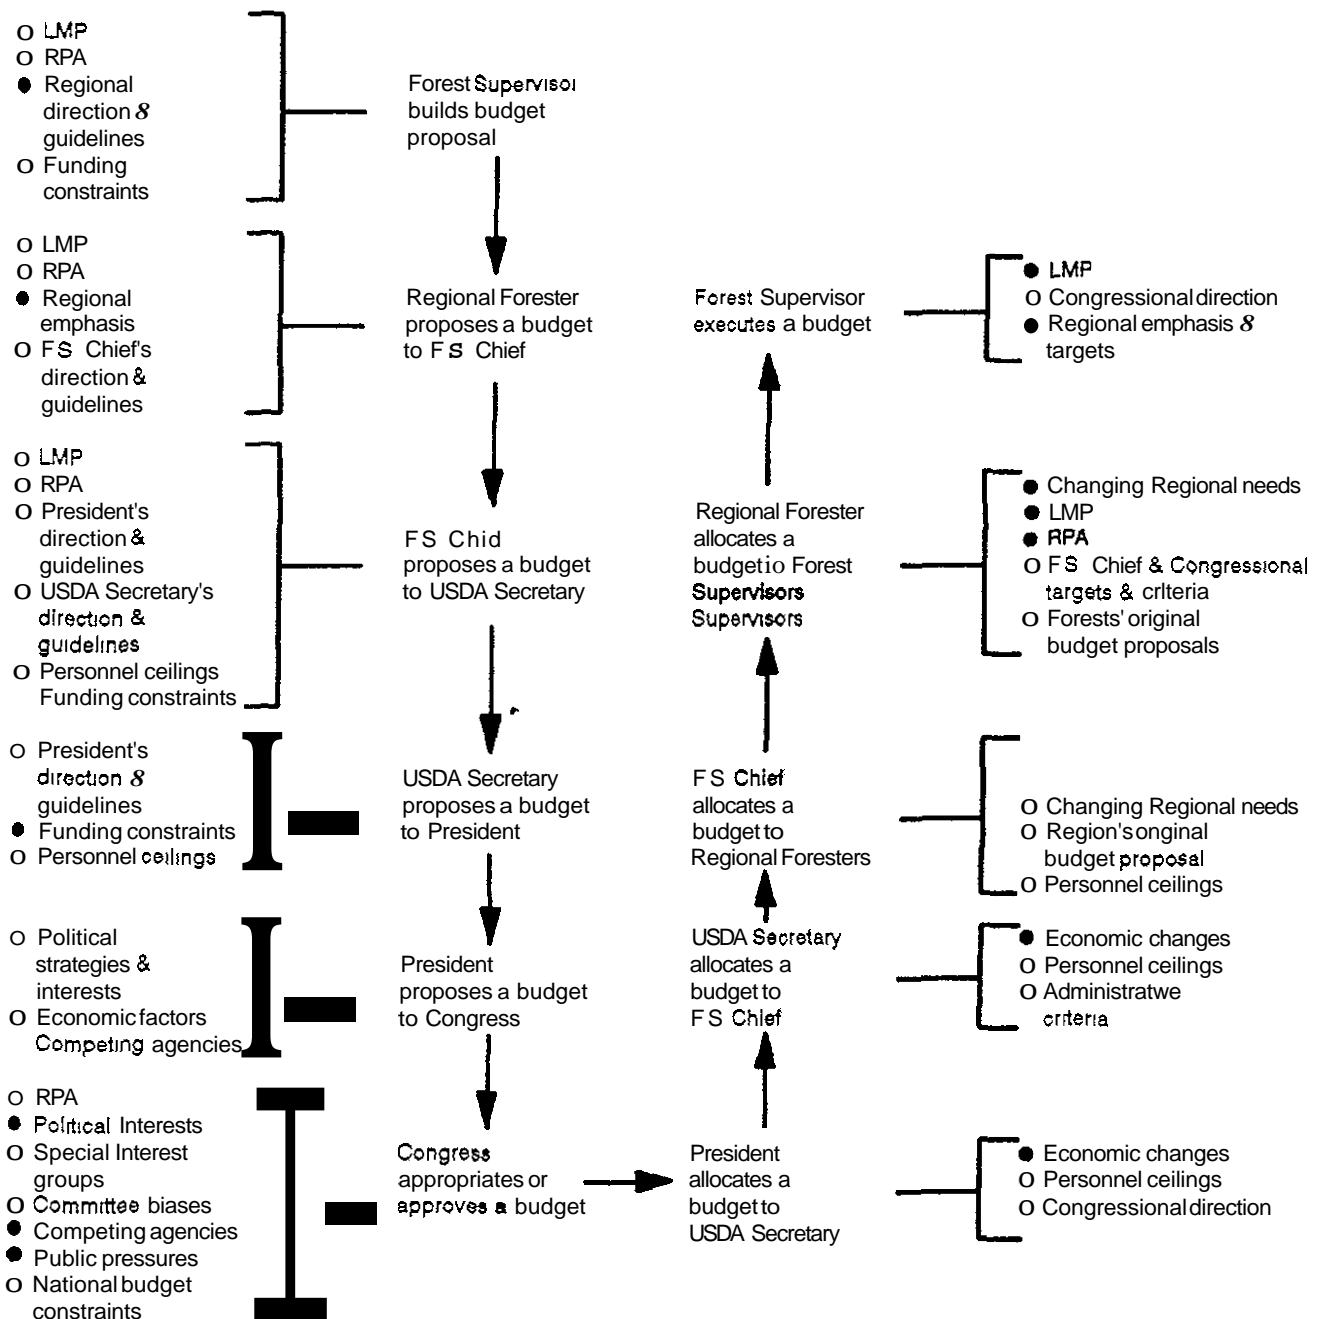 O LMP
O RPA
● Regional
direction 8
guidelines
O Funding
constraints
Forest Supervisor
builds budget
proposal
O LMP
O RPA
● Regional
emphasis
O FS Chief's
direction &
guidelines
Regional Forester
proposes a budget
to FS Chief
O LMP
O RPA
O President's
direction &
guidelines
O USDA Secretary's
direction &
guidelines
O Personnel ceilings
Funding constraints
FS Chid
proposes a budget
to USDA Secretary
O President's
direction 8
guidelines
● Funding constraints
O Personnel ceilings
USDA Secretary
proposes a budget
to President
O Political
strategies &
interests
O Economic factors
Competing agencies
President
proposes a budget
to Congress
O RPA
● Political Interests
O Special Interest
groups
O Committee biases
● Competing agencies
● Public pressures
O National budget
constraints
Congress
appropriates or
approves a budget
Forest Supervisor
executes a budget
● LMP
O Congressional direction
● Regional emphasis 8
targets
Regional Forester
allocates a
budget io Forest
Supervisors
Supervisors
● Changing Regional needs
● LMP
● RPA
O FS Chief & Congressional
targets & criteria
O Forests' original
budget proposals
FS Chief
allocates a
budget to
Regional Foresters
O Changing Regional needs
O Region's onginal
budget proposal
O Personnel ceilings
USDA Secretary
allocates a
budget to
FS Chief
● Economic changes
O Personnel ceilings
O Administratwe
criteria
President
allocates a
budget to
USDA Secretary
● Economic changes
O Personnel ceilings
O Congressional direction